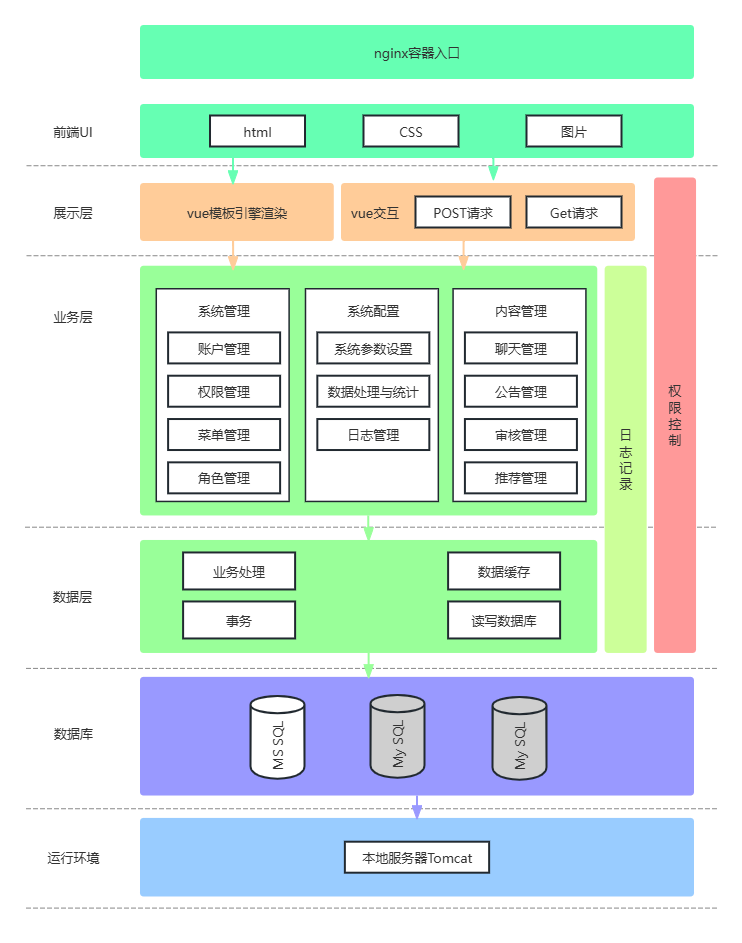 nginx容器入口
前端UI
html
CSS
图片
展示层
vue模板引擎渲染
vue交互
POST请求
Get请求
业务层
系统管理
账户管理
权限管理
菜单管理
角色管理
系统配置
系统参数设置
数据处理与统计
日志管理
内容管理
聊天管理
公告管理
审核管理
推荐管理
日志记录
权限控制
数据层
业务处理
数据缓存
事务
读写数据库
数据库
MS SQL
My SQL
My SQL
运行环境
本地服务器Tomcat